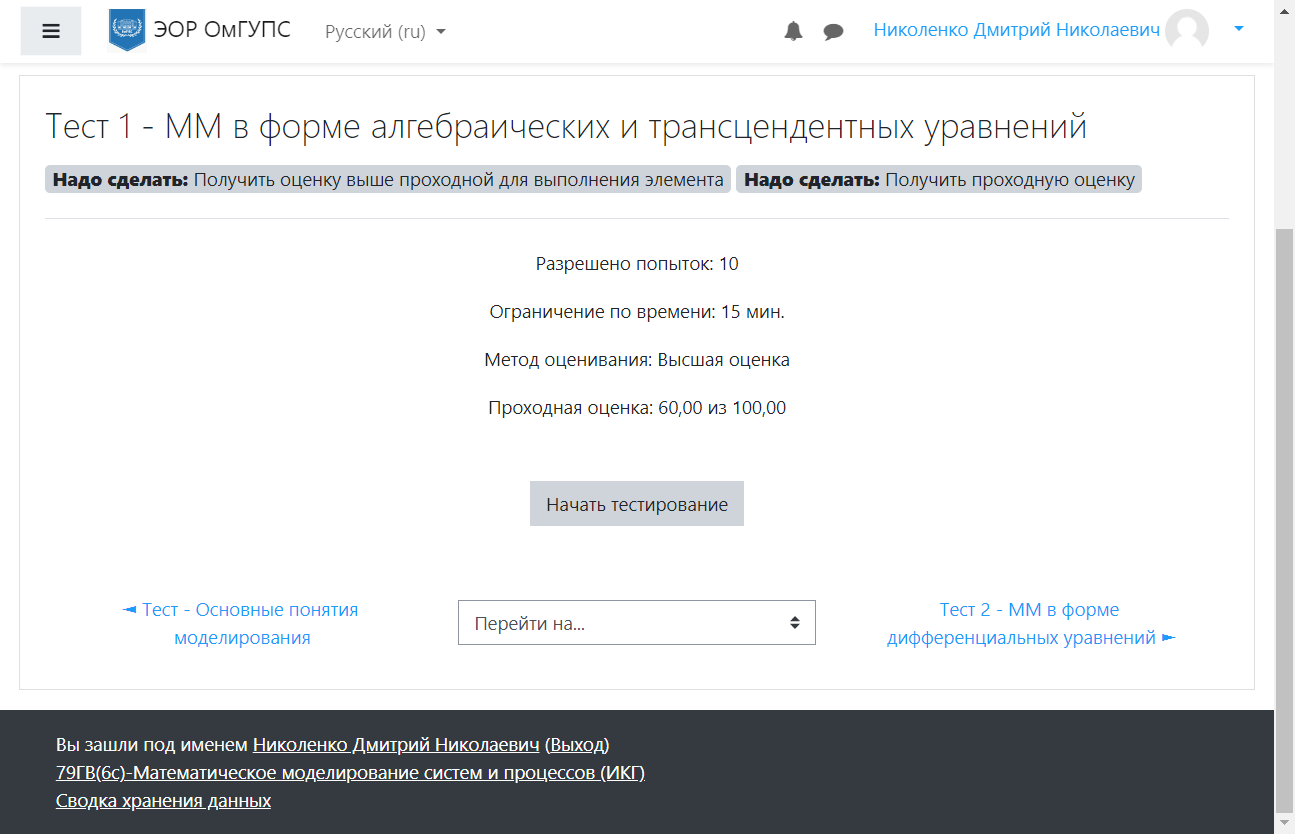 ЭОР ОмГУПС
Русский (ru)
Николенко Дмитрий Николаевич
Тест 1 - ММ в форме алгебраических и трансцендентных уравнений
Надо сделать: Получить оценку выше проходной для выполнения элемента
Надо сделать: Получить проходную оценку
Разрешено попыток: 10
Ограничение по времени: 15 мин.
Метод оценивания: Высшая оценка
Проходная оценка: 60,00 из 100,00
Начать тестирование
◄ Тест - Основные понятия
моделирования
Перейти на...
Тест 2 - ММ в форме
дифференциальных уравнений ►
Вы зашли под именем Николенко Дмитрий Николаевич (Выход)
79ГВ(6с)-Математическое моделирование систем и процессов (ИКГ)
Сводка хранения данных